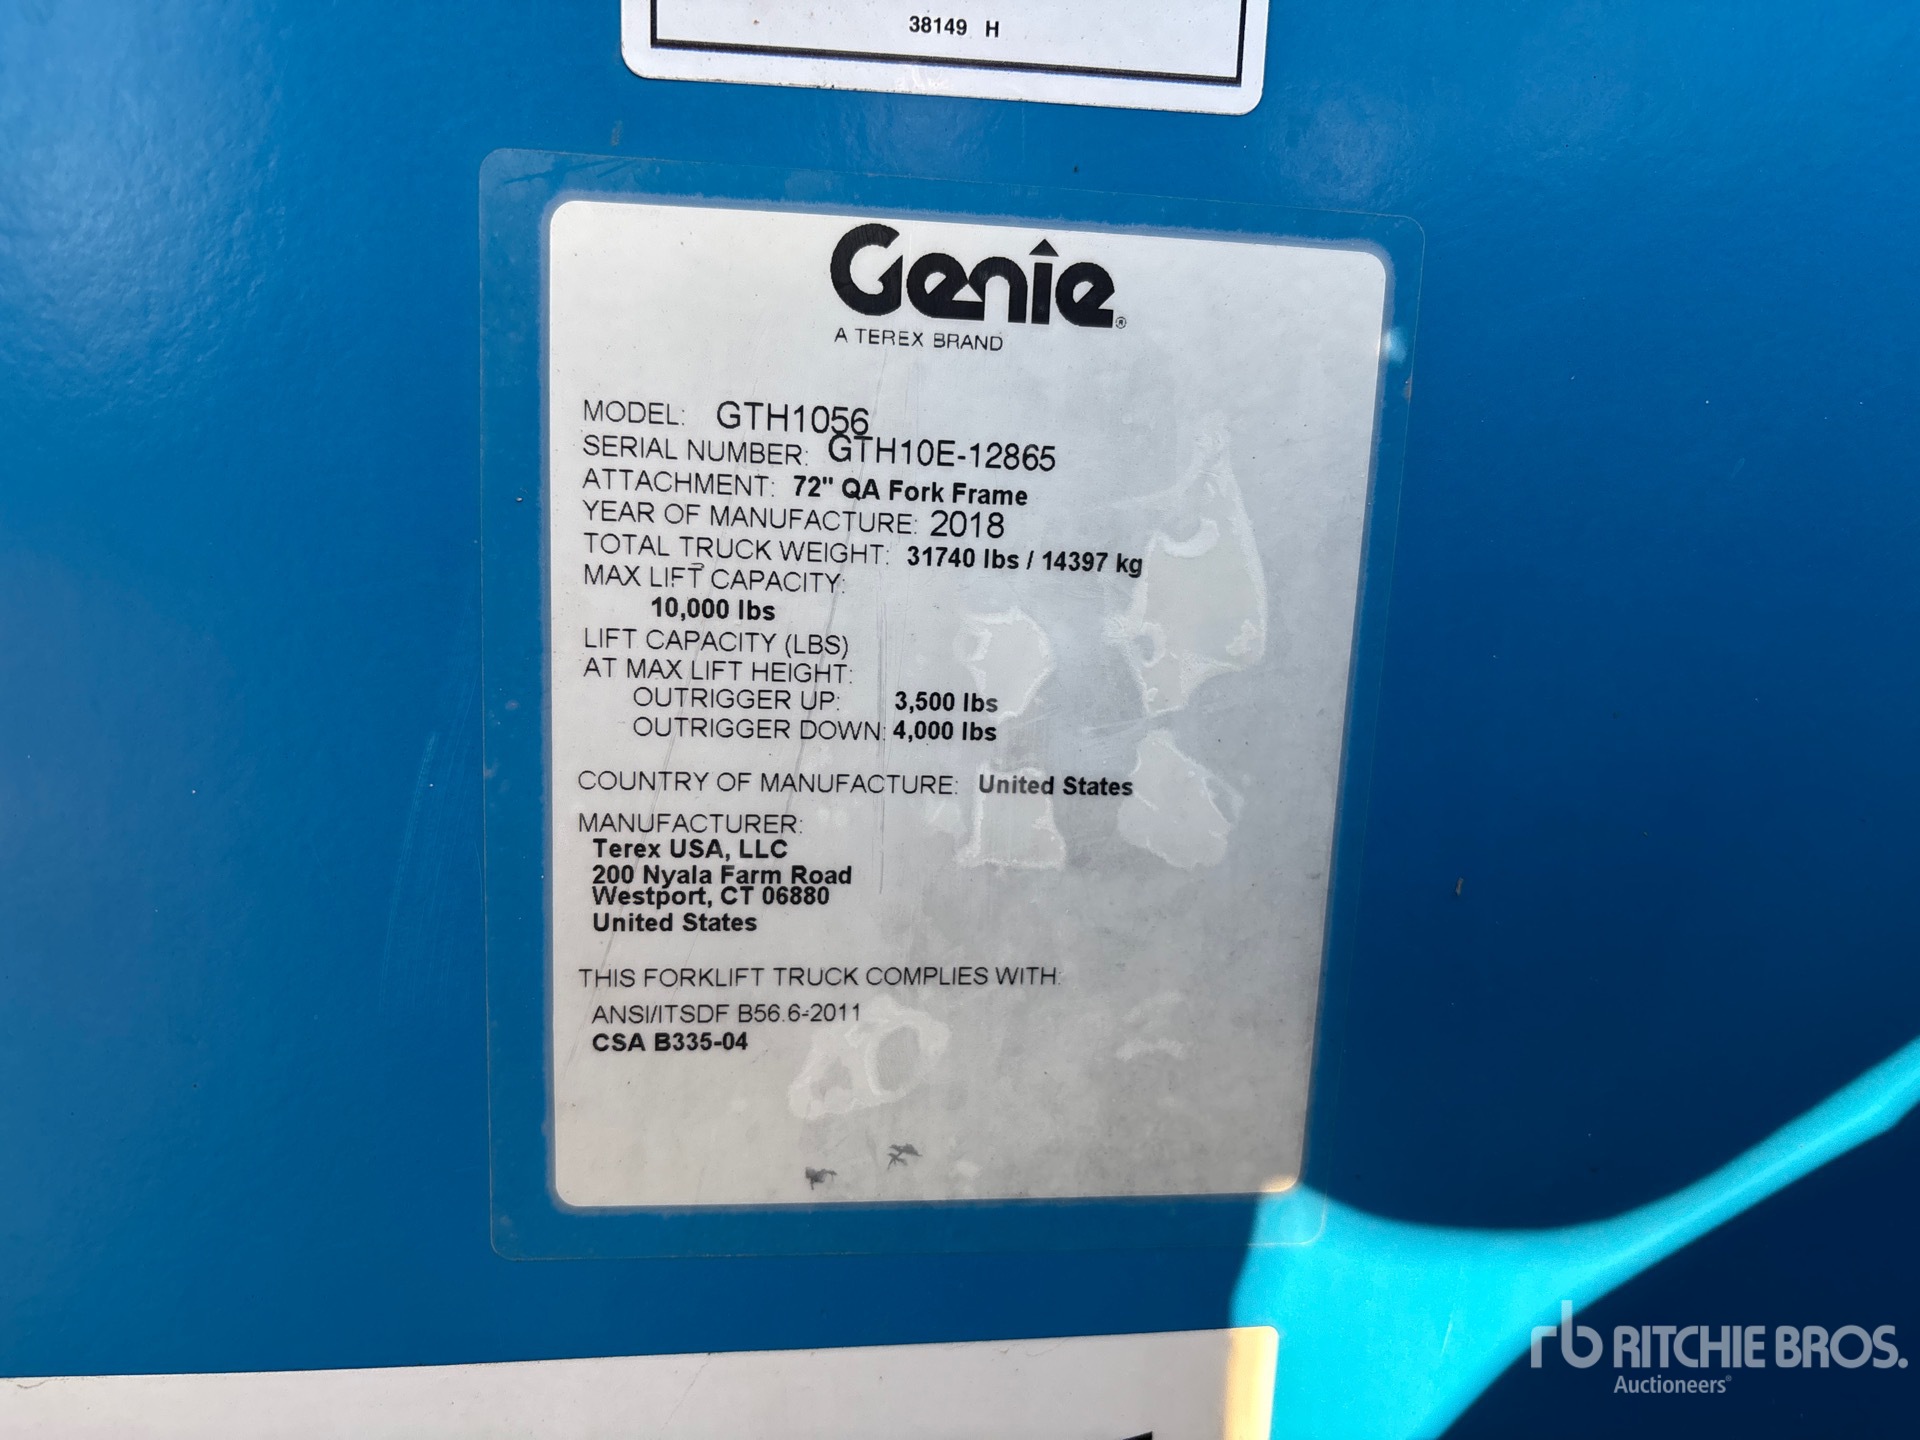 38149 H
Genie®
A TEREX BRAND
MODEL: GTH1056
SERIAL NUMBER: GTH10E-12865
ATTACHMENT: 72" QA Fork Frame
YEAR OF MANUFACTURE: 2018
TOTAL TRUCK WEIGHT: 31740 lbs / 14397 kg
MAX LIFT CAPACITY:
10,000 lbs
LIFT CAPACITY (LBS)
AT MAX LIFT HEIGHT:
OUTRIGGER UP: 3,500 lbs
OUTRIGGER DOWN: 4,000 lbs
COUNTRY OF MANUFACTURE: United States
MANUFACTURER:
Terex USA, LLC
200 Nyala Farm Road
Westport, CT 06880
United States
THIS FORKLIFT TRUCK COMPLIES WITH:
ANSI/ITSDF B56.6-2011
CSA B335-04
rb RITCHIE BROS.
Auctioneers®